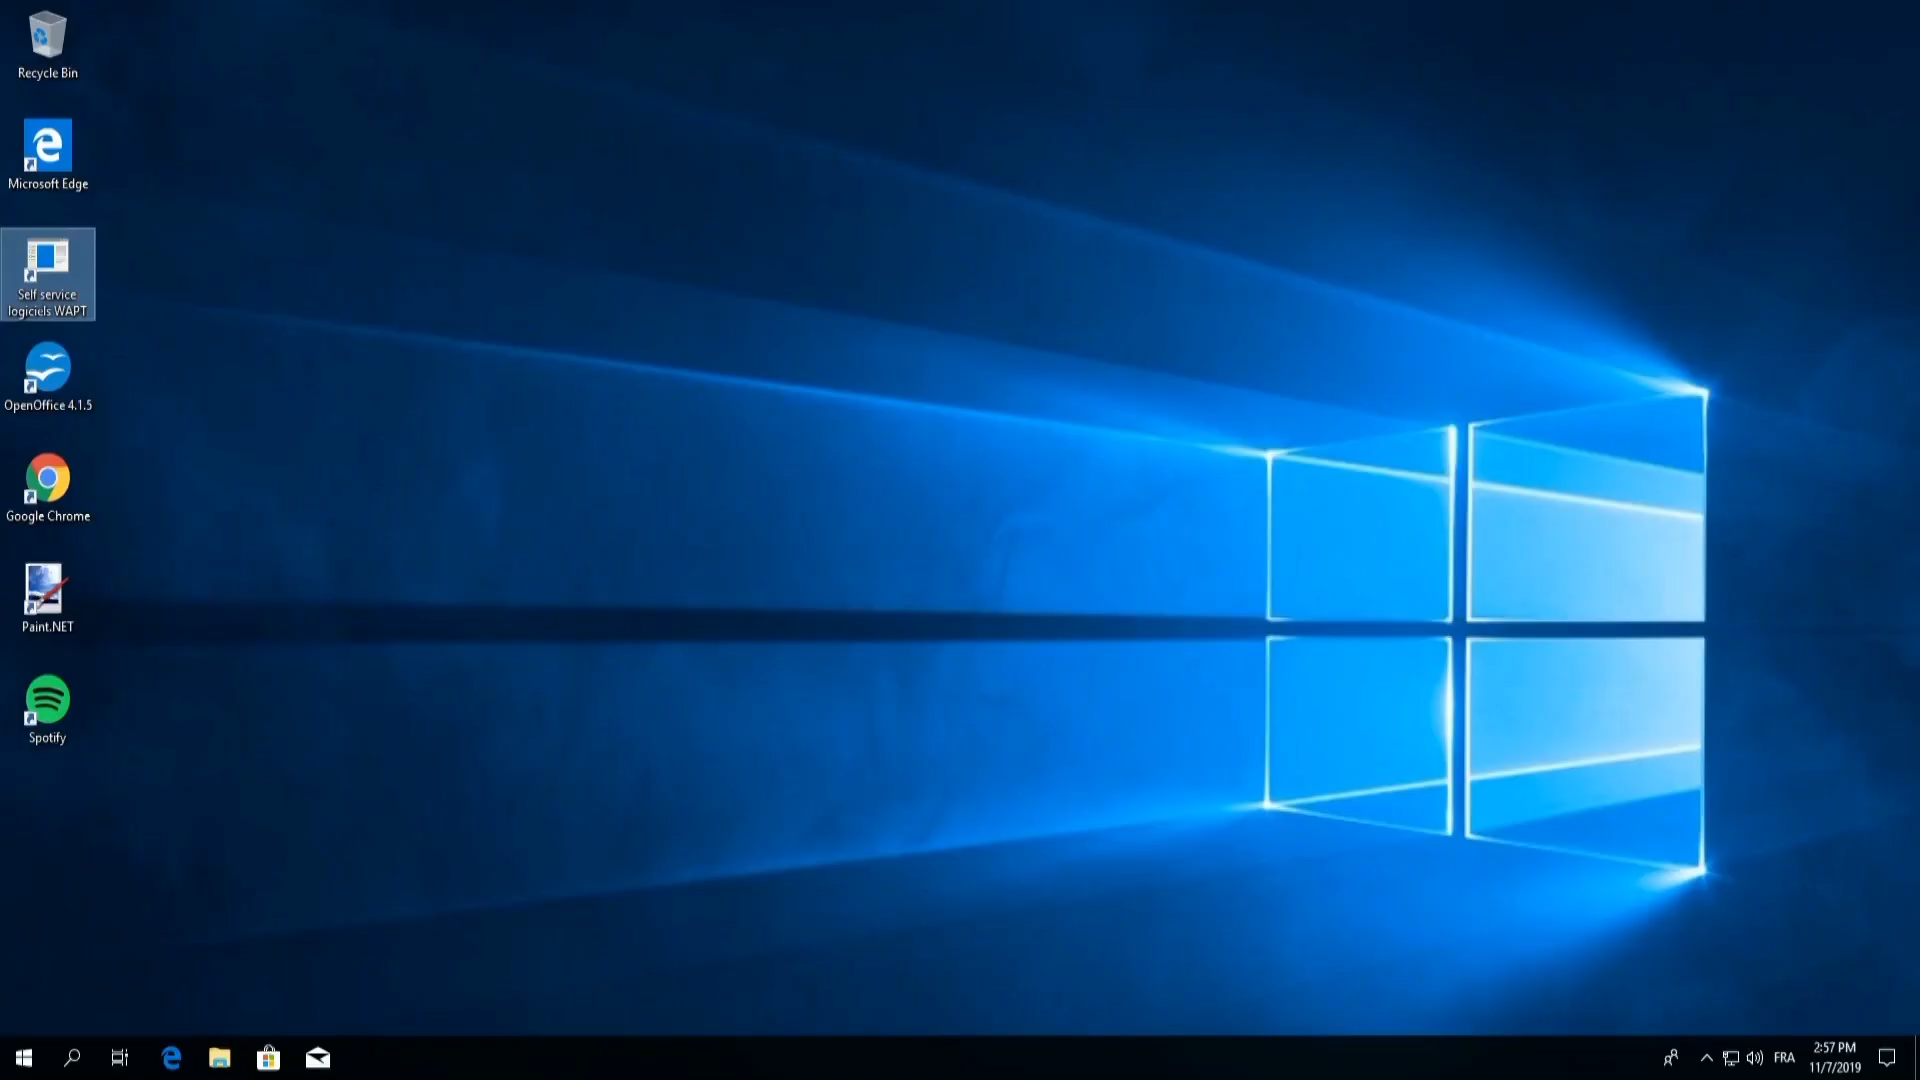 Recycle Bin
Microsoft Edge
Self service
logiciels WAPT
OpenOffice 4.1.5
Google Chrome
Paint.NET
Spotify
FRA
2:57 PM
11/7/2019